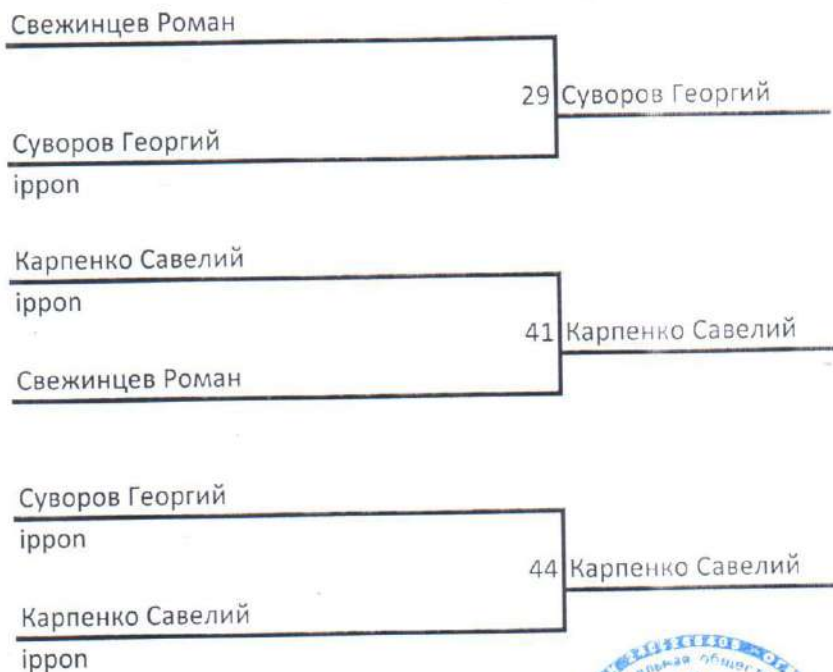 Свежинцев Роман
29 Суворов Георгий
Суворов Георгий
ippon
Карпенко Савелий
ippon
41 Карпенко Савелий
Свежинцев Роман
Суворов Георгий
ippon
44 Карпенко Савелий
Карпенко Савелий
ippon